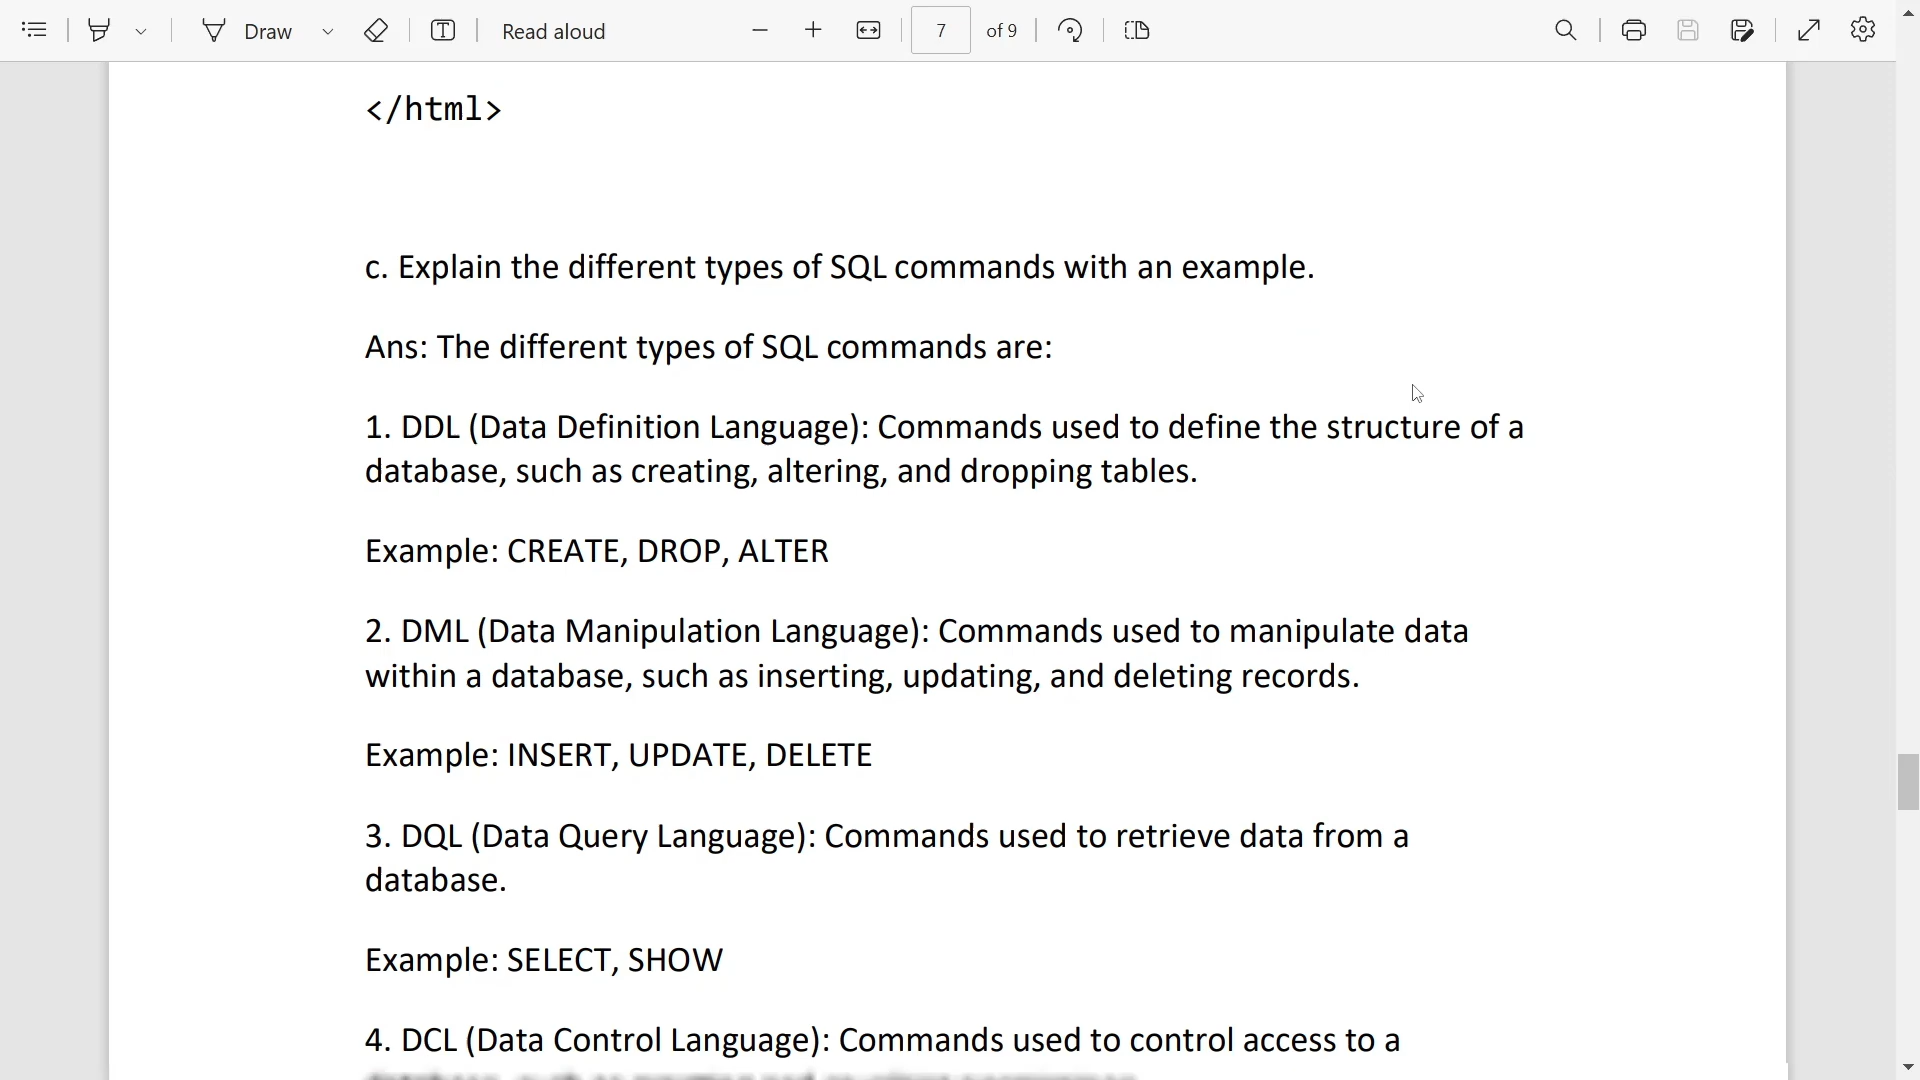 Draw
Read aloud
7 of 9
</html>
c. Explain the different types of SQL commands with an example.
Ans: The different types of SQL commands are:
1. DDL (Data Definition Language): Commands used to define the structure of a
database, such as creating, altering, and dropping tables.
Example: CREATE, DROP, ALTER
2. DML (Data Manipulation Language): Commands used to manipulate data
within a database, such as inserting, updating, and deleting records.
Example: INSERT, UPDATE, DELETE
3. DQL (Data Query Language): Commands used to retrieve data from a
database.
Example: SELECT, SHOW
4. DCL (Data Control Language): Commands used to control access to a